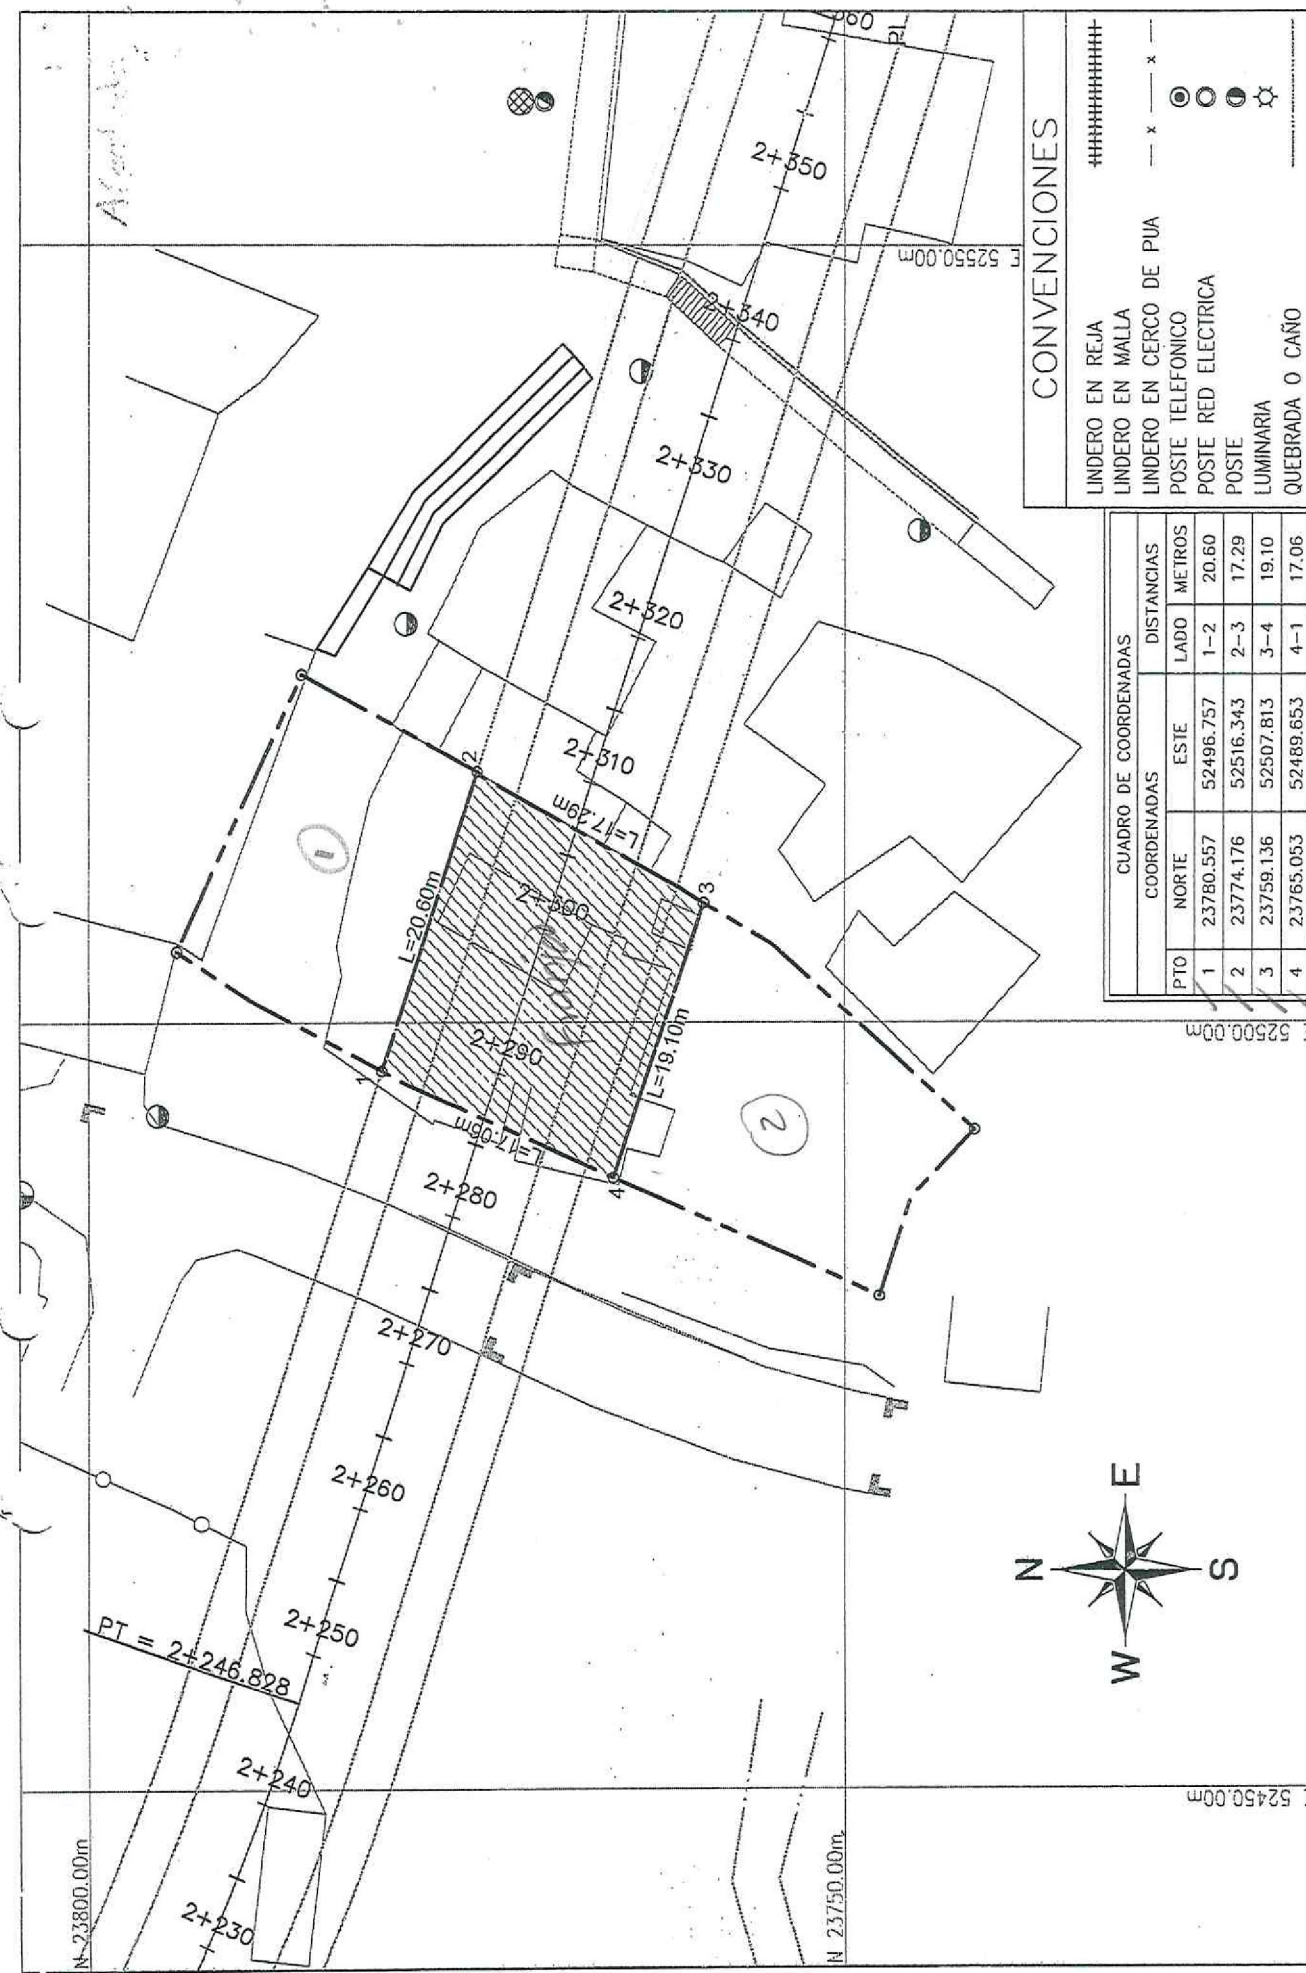 N 23800.00m
N 23750.00m
E 52450.00m
E 52500.00m
E 52550.00m
2+230
2+240
PT = 2+246.828
2+250
2+260
2+270
2+280
2+290
2+300
2+310
2+320
2+330
2+340
2+350
PI
1
2
3
4
L=20.60m
L=17.29m
L=19.10m
L=17.06m
1
2
N
W E
S
CUADRO DE COORDENADAS
COORDENADAS DISTANCIAS
PTO NORTE ESTE LADO METROS
1 23780.557 52496.757 1-2 20.60
2 23774.176 52516.343 2-3 17.29
3 23759.136 52507.813 3-4 19.10
4 23765.053 52489.653 4-1 17.06
CONVENCIONES
LINDERO EN REJA
LINDERO EN MALLA
LINDERO EN CERCO DE PUA
POSTE TELEFONICO
POSTE RED ELECTRICA
POSTE
LUMINARIA
QUEBRADA O CAÑO